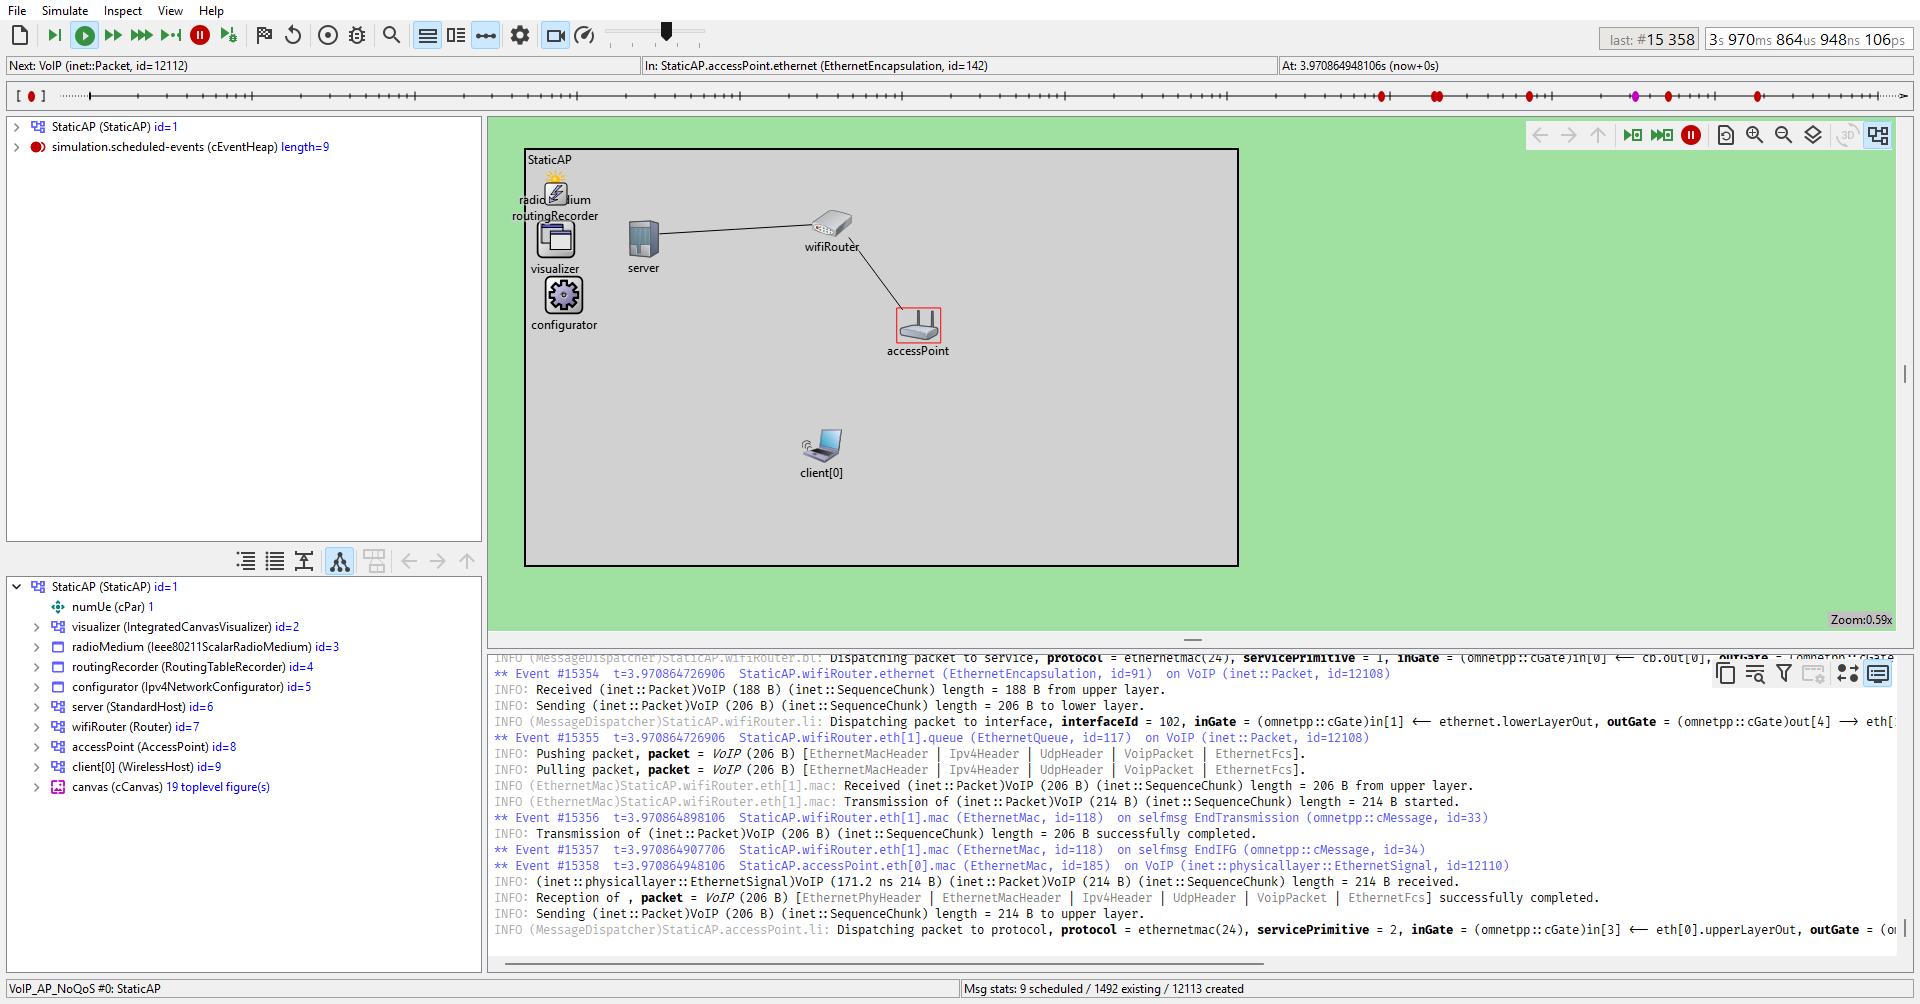 File Simulate Inspect View Help
last: #15 358
3s 970ms 864us 948ns 106ps
Next: VoIP (inet::Packet, id=12112)
In: StaticAP.accessPoint.ethernet (EthernetEncapsulation, id=142)
At: 3.970864948106s (now+0s)
StaticAP (StaticAP) id=1
simulation.scheduled-events (cEventHeap) length=9
3D
StaticAP
routingRecorder
visualizer
configurator
server
wifiRouter
accessPoint
client[0]
Zoom:0.59x
StaticAP (StaticAP) id=1
numUe (cPar) 1
visualizer (IntegratedCanvasVisualizer) id=2
radioMedium (Ieee80211ScalarRadioMedium) id=3
routingRecorder (RoutingTableRecorder) id=4
configurator (Ipv4NetworkConfigurator) id=5
server (StandardHost) id=6
wifiRouter (Router) id=7
accessPoint (AccessPoint) id=8
client[0] (WirelessHost) id=9
canvas (cCanvas) 19 toplevel figure(s)
INFO (MessageDispatcher)StaticAP.wifiRouter.bl: Dispatching packet to service, protocol = ethernetmac(24), servicePrimitive = 1, inGate = (omnetpp::cGate)in[0] <-- cb.out[0], outGate = (omnetpp::cGate
** Event #15354 t=3.970864726906 StaticAP.wifiRouter.ethernet (EthernetEncapsulation, id=91) on VoIP (inet::Packet, id=12108)
INFO: Received (inet::Packet)VoIP (188 B) (inet::SequenceChunk) length = 188 B from upper layer.
INFO: Sending (inet::Packet)VoIP (206 B) (inet::SequenceChunk) length = 206 B to lower layer.
INFO (MessageDispatcher)StaticAP.wifiRouter.li: Dispatching packet to interface, interfaceId = 102, inGate = (omnetpp::cGate)in[1] <-- ethernet.lowerLayerOut, outGate = (omnetpp::cGate)out[4] --> eth[
** Event #15355 t=3.970864726906 StaticAP.wifiRouter.eth[1].queue (EthernetQueue, id=117) on VoIP (inet::Packet, id=12108)
INFO: Pushing packet, packet = VoIP (206 B) [EthernetMacHeader | Ipv4Header | UdpHeader | VoipPacket | EthernetFcs].
INFO: Pulling packet, packet = VoIP (206 B) [EthernetMacHeader | Ipv4Header | UdpHeader | VoipPacket | EthernetFcs].
INFO (EthernetMac)StaticAP.wifiRouter.eth[1].mac: Received (inet::Packet)VoIP (206 B) (inet::SequenceChunk) length = 206 B from upper layer.
INFO (EthernetMac)StaticAP.wifiRouter.eth[1].mac: Transmission of (inet::Packet)VoIP (214 B) (inet::SequenceChunk) length = 214 B started.
** Event #15356 t=3.970864898106 StaticAP.wifiRouter.eth[1].mac (EthernetMac, id=118) on selfmsg EndTransmission (omnetpp::cMessage, id=33)
INFO: Transmission of (inet::Packet)VoIP (206 B) (inet::SequenceChunk) length = 206 B successfully completed.
** Event #15357 t=3.970864907706 StaticAP.wifiRouter.eth[1].mac (EthernetMac, id=118) on selfmsg EndIFG (omnetpp::cMessage, id=34)
** Event #15358 t=3.970864948106 StaticAP.accessPoint.eth[0].mac (EthernetMac, id=185) on VoIP (inet::physicallayer::EthernetSignal, id=12110)
INFO: (inet::physicallayer::EthernetSignal)VoIP (171.2 ns 214 B) (inet::Packet)VoIP (214 B) (inet::SequenceChunk) length = 214 B received.
INFO: Reception of , packet = VoIP (206 B) [EthernetPhyHeader | EthernetMacHeader | Ipv4Header | UdpHeader | VoipPacket | EthernetFcs] successfully completed.
INFO: Sending (inet::Packet)VoIP (206 B) (inet::SequenceChunk) length = 214 B to upper layer.
INFO (MessageDispatcher)StaticAP.accessPoint.li: Dispatching packet to protocol, protocol = ethernetmac(24), servicePrimitive = 2, inGate = (omnetpp::cGate)in[3] <-- eth[0].upperLayerOut, outGate =
VoIP_AP_NoQoS #0: StaticAP
Msg stats: 9 scheduled / 1492 existing / 12113 created